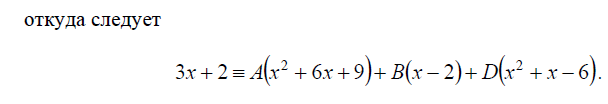 откуда следует
3x + 2 ≡ A(x² + 6x + 9) + B(x − 2) + D(x² + x − 6).